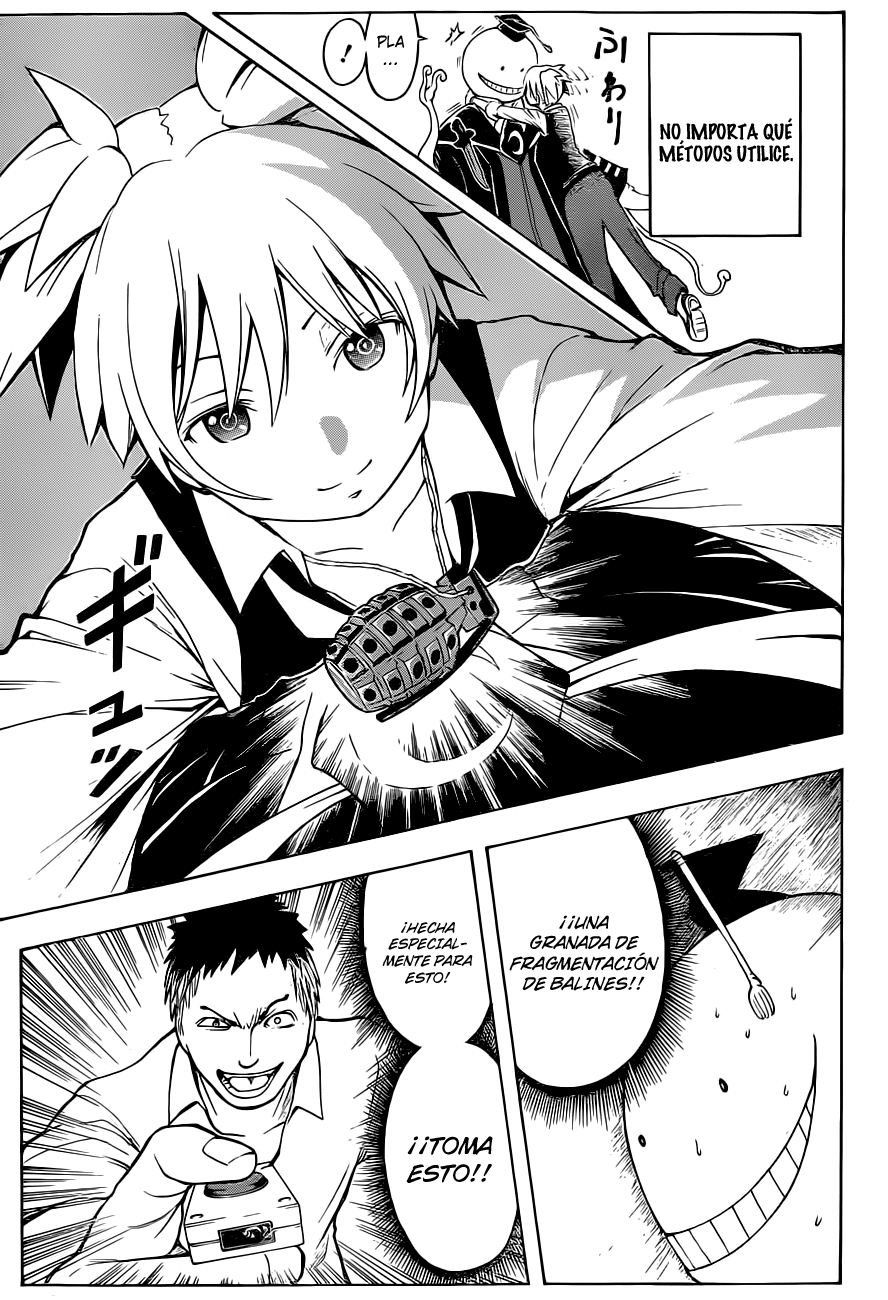 NO IMPORTA QUÉ
MÉTODOS UTILICE.
ふわり
PLA
...
!
ギュッ
¡¡UNA
GRANADA DE
FRAGMENTACIÓN
DE BALINES!!
¡HECHA
ESPECIAL-
MENTE PARA
ESTO!
¡¡TOMA
ESTO!!